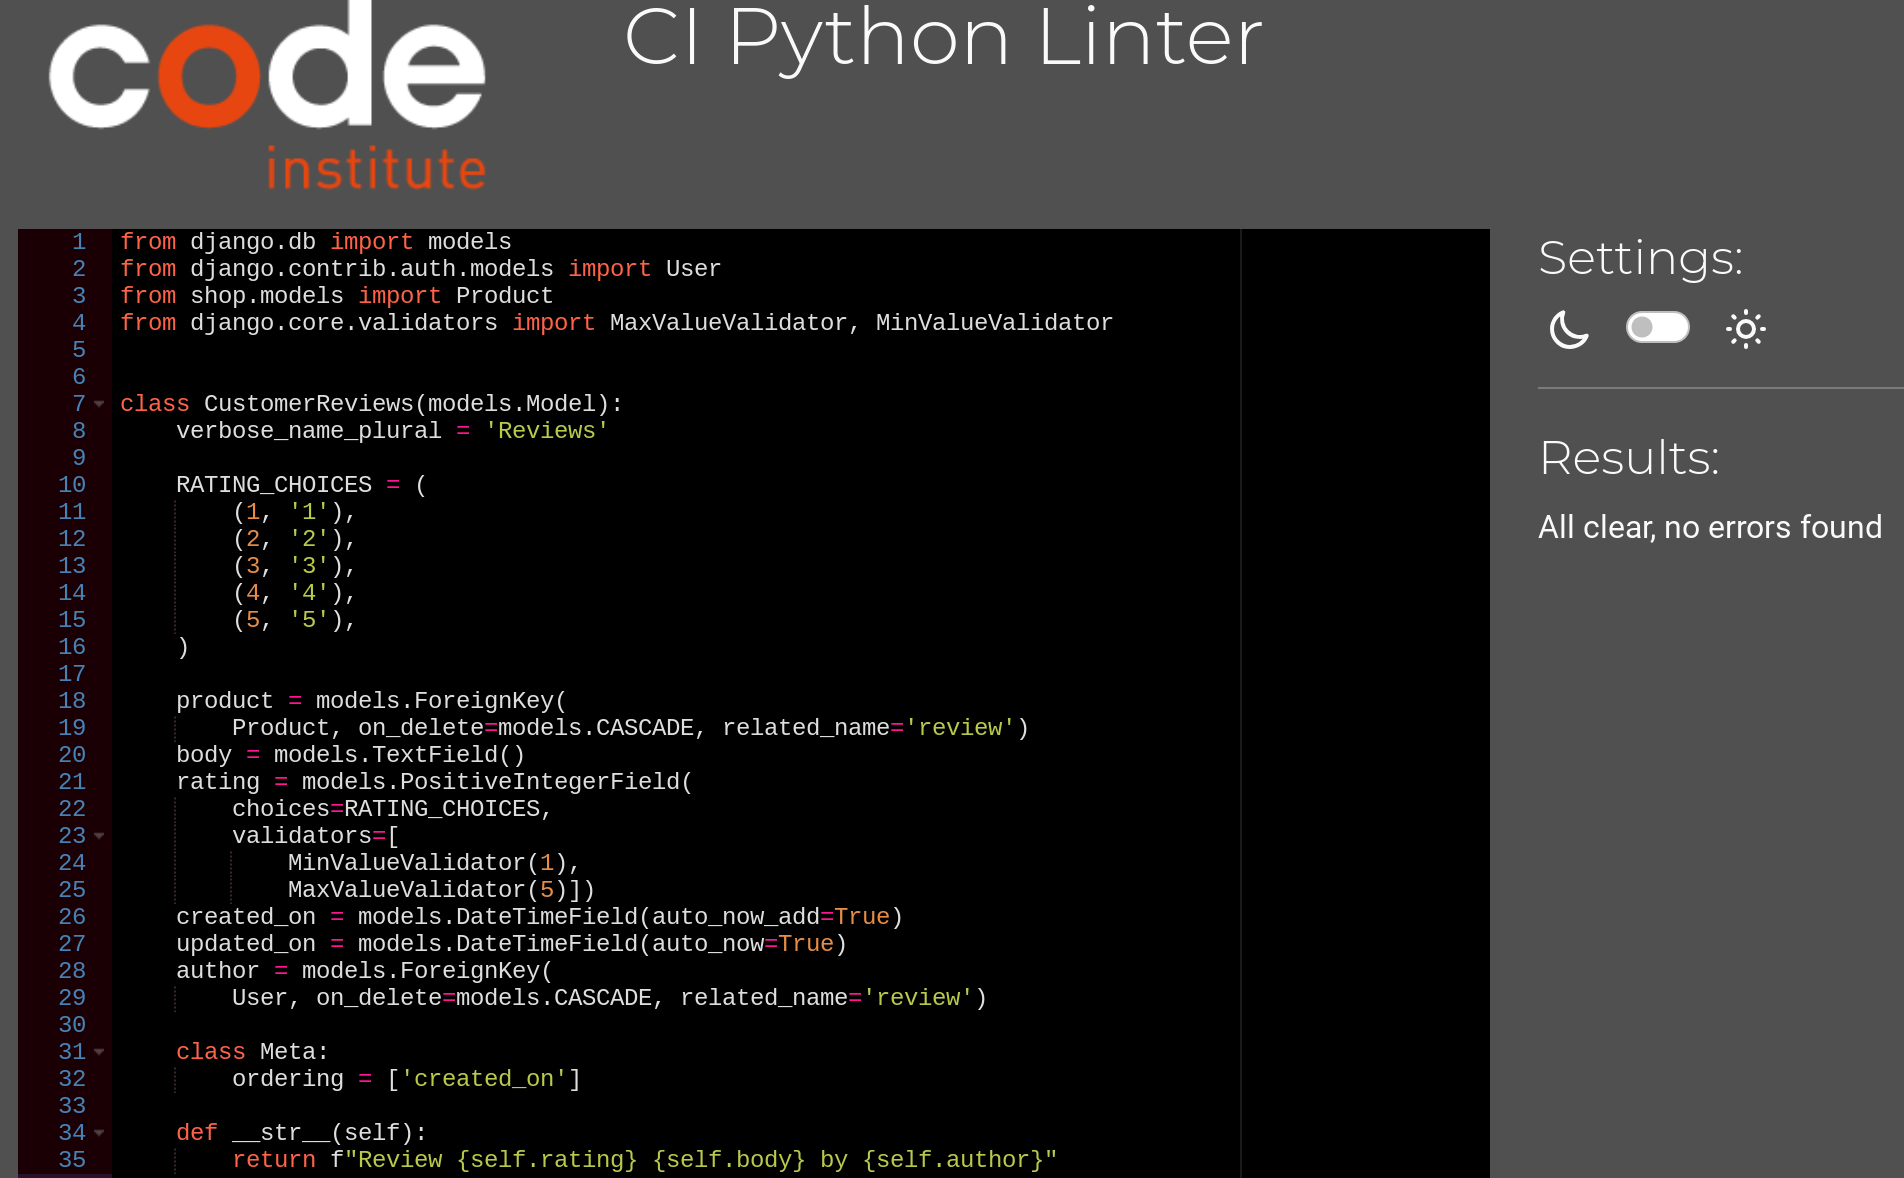 code
institute
CI Python Linter
1 from django.db import models
2 from django.contrib.auth.models import User
3 from shop.models import Product
4 from django.core.validators import MaxValueValidator, MinValueValidator
5
6
7 class CustomerReviews(models.Model):
8     verbose_name_plural = 'Reviews'
9
10     RATING_CHOICES = (
11         (1, '1'),
12         (2, '2'),
13         (3, '3'),
14         (4, '4'),
15         (5, '5'),
16     )
17
18     product = models.ForeignKey(
19         Product, on_delete=models.CASCADE, related_name='review')
20     body = models.TextField()
21     rating = models.PositiveIntegerField(
22         choices=RATING_CHOICES,
23         validators=[
24             MinValueValidator(1),
25             MaxValueValidator(5)])
26     created_on = models.DateTimeField(auto_now_add=True)
27     updated_on = models.DateTimeField(auto_now=True)
28     author = models.ForeignKey(
29         User, on_delete=models.CASCADE, related_name='review')
30
31     class Meta:
32         ordering = ['created_on']
33
34     def __str__(self):
35         return f"Review {self.rating} {self.body} by {self.author}"
Settings:
Results:
All clear, no errors found